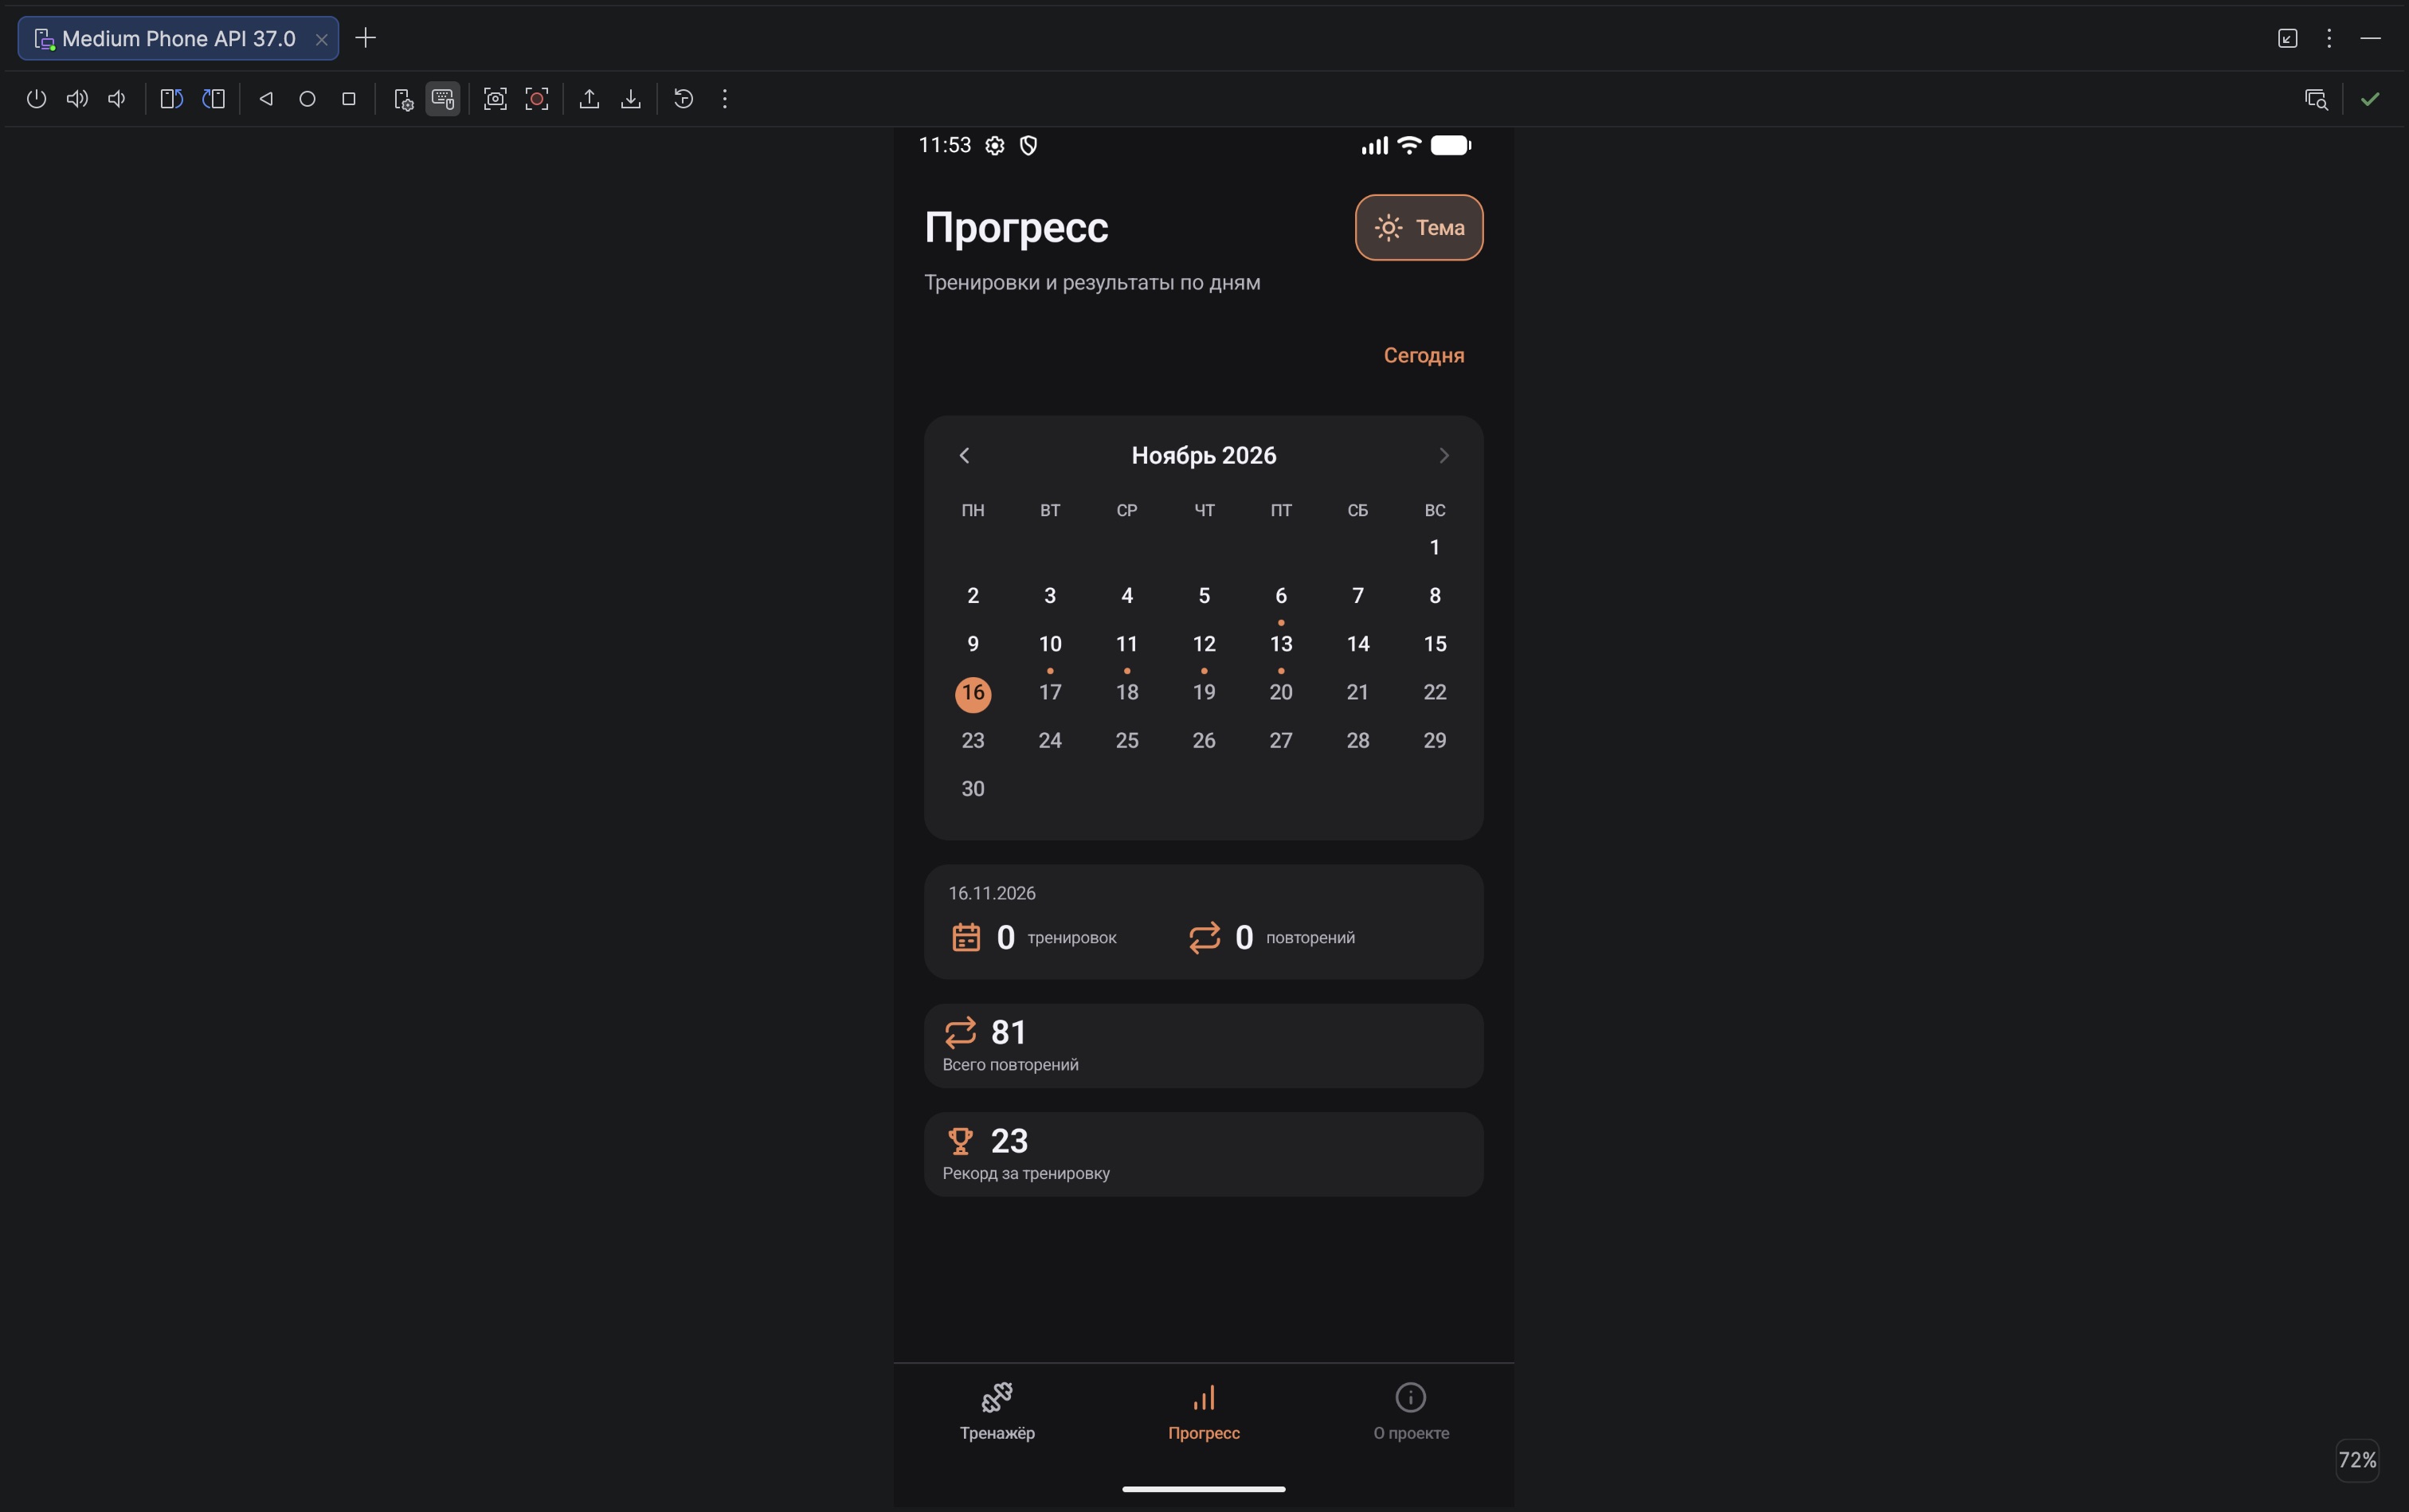 Medium Phone API 37.0
11:53
Прогресс
Тема
Тренировки и результаты по дням
Сегодня
Ноябрь 2026
ПН ВТ СР ЧТ ПТ СБ ВС
1
2 3 4 5 6 7 8
9 10 11 12 13 14 15
16 17 18 19 20 21 22
23 24 25 26 27 28 29
30
16.11.2026
0 тренировок 0 повторений
81
Всего повторений
23
Рекорд за тренировку
Тренажёр Прогресс О проекте
72%